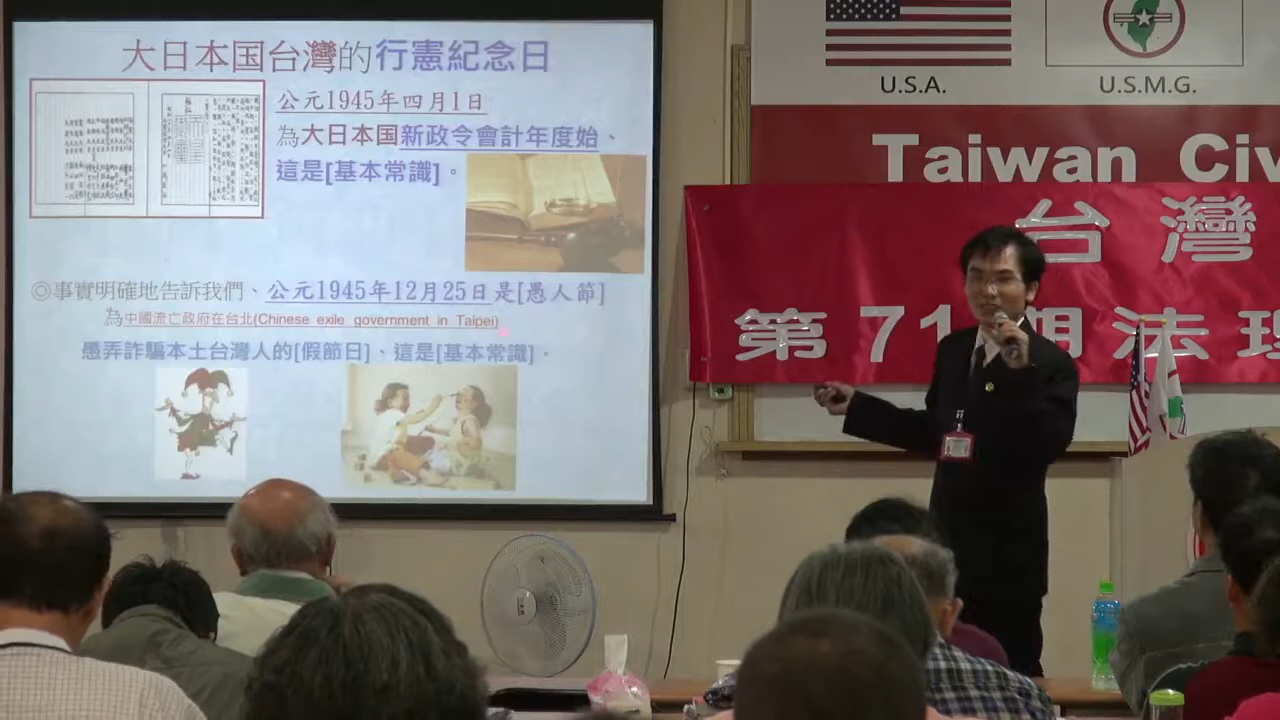 大日本国台灣的行憲紀念日
公元1945年四月1日
為大日本国新政令會計年度始、
這是[基本常識]。
◎事實明確地告訴我們、公元1945年12月25日是[愚人節]
為中國流亡政府在台北(Chinese exile government in Taipei)
愚弄詐騙本土台灣人的[假節日]、這是[基本常識]。
U.S.A.
U.S.M.G.
Taiwan Civ
台灣
第71期法理